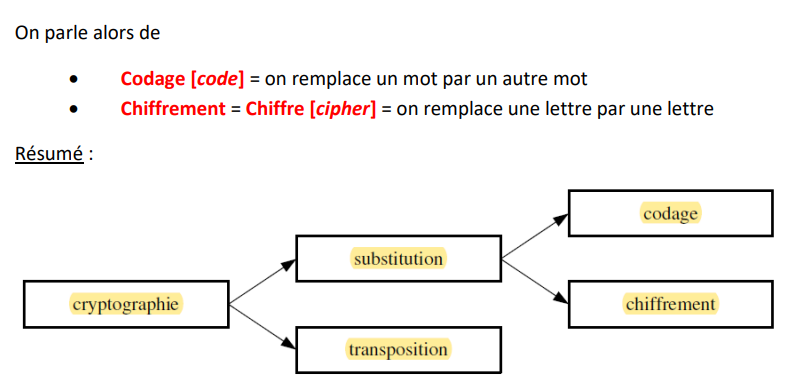 On parle alors de
• Codage [code] = on remplace un mot par un autre mot
• Chiffrement = Chiffre [cipher] = on remplace une lettre par une lettre
Résumé :
codage
substitution
cryptographie
chiffrement
transposition